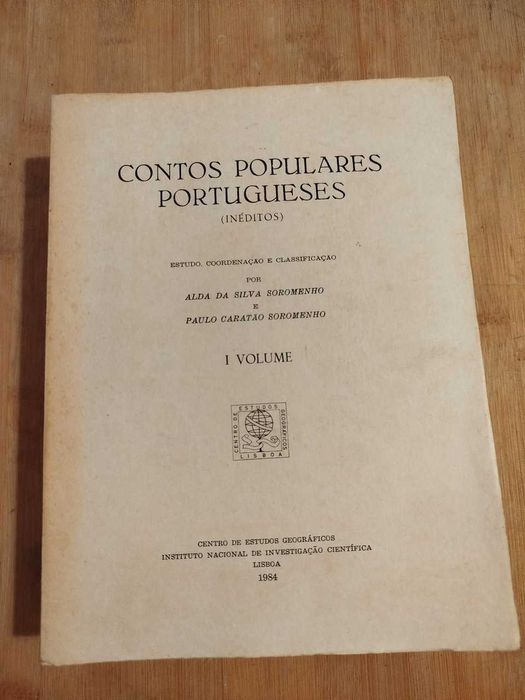 CONTOS POPULARES
PORTUGUESES
(INÉDITOS)
ESTUDO, COORDENAÇÃO E CLASSIFICAÇÃO
POR
ALDA DA SILVA SOROMENHO
E
PAULO CARATÃO SOROMENHO
I VOLUME
CENTRO DE ESTUDOS GEOGRÁFICOS
LISBOA
CENTRO DE ESTUDOS GEOGRÁFICOS
INSTITUTO NACIONAL DE INVESTIGAÇÃO CIENTÍFICA
LISBOA
1984